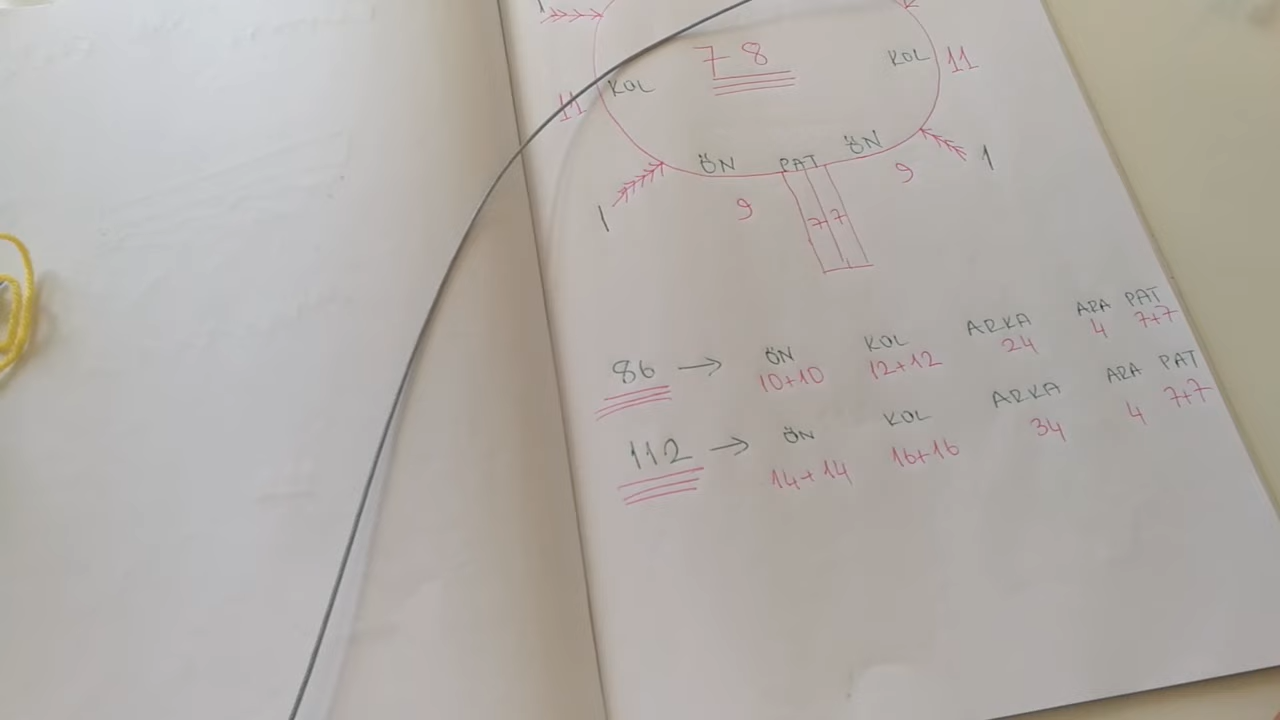 1
78
KOL
11
KOL
11
ÖN
PAT
ÖN
1
9
7
7
9
1
86 → ÖN KOL ARKA ARA PAT
10+10 12+12 24 4 7+7
112 → ÖN KOL ARKA ARA PAT
14+14 16+16 34 4 7+7